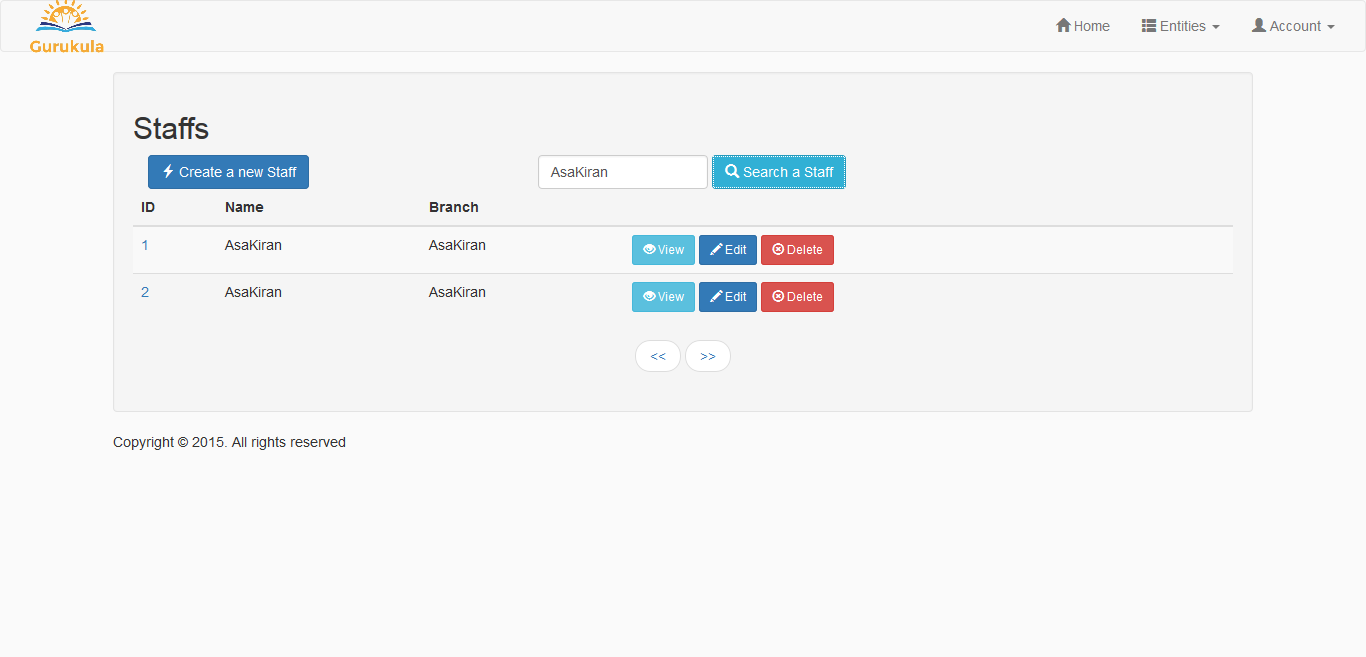 Gurukula
Home Entities Account
Staffs
Create a new Staff AsaKiran Search a Staff
ID Name Branch
1 AsaKiran AsaKiran View Edit Delete
2 AsaKiran AsaKiran View Edit Delete
<< >>
Copyright © 2015. All rights reserved